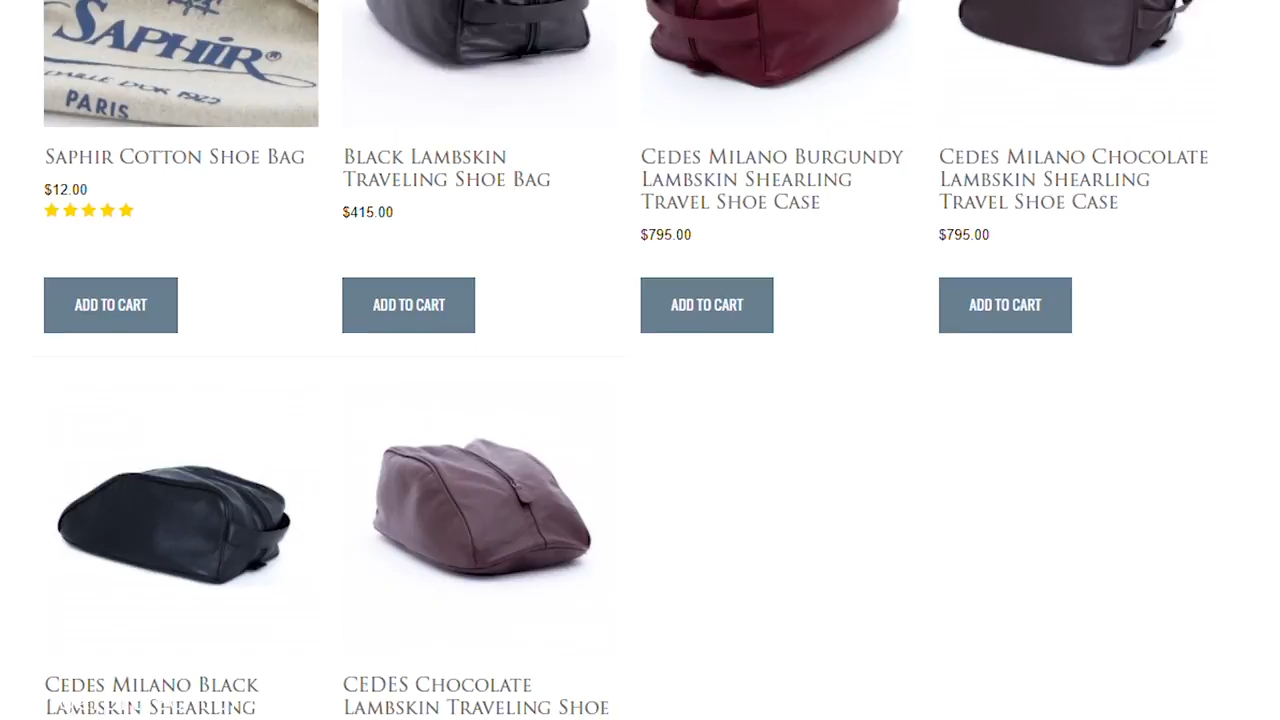 SAPHIR®
PARIS
SAPHIR COTTON SHOE BAG
$12.00
BLACK LAMBSKIN
TRAVELING SHOE BAG
$415.00
CEDES MILANO BURGUNDY
LAMBSKIN SHEARLING
TRAVEL SHOE CASE
$795.00
CEDES MILANO CHOCOLATE
LAMBSKIN SHEARLING
TRAVEL SHOE CASE
$795.00
ADD TO CART
ADD TO CART
ADD TO CART
ADD TO CART
CEDES MILANO BLACK
LAMBSKIN SHEARLING
CEDES CHOCOLATE
LAMBSKIN TRAVELING SHOE